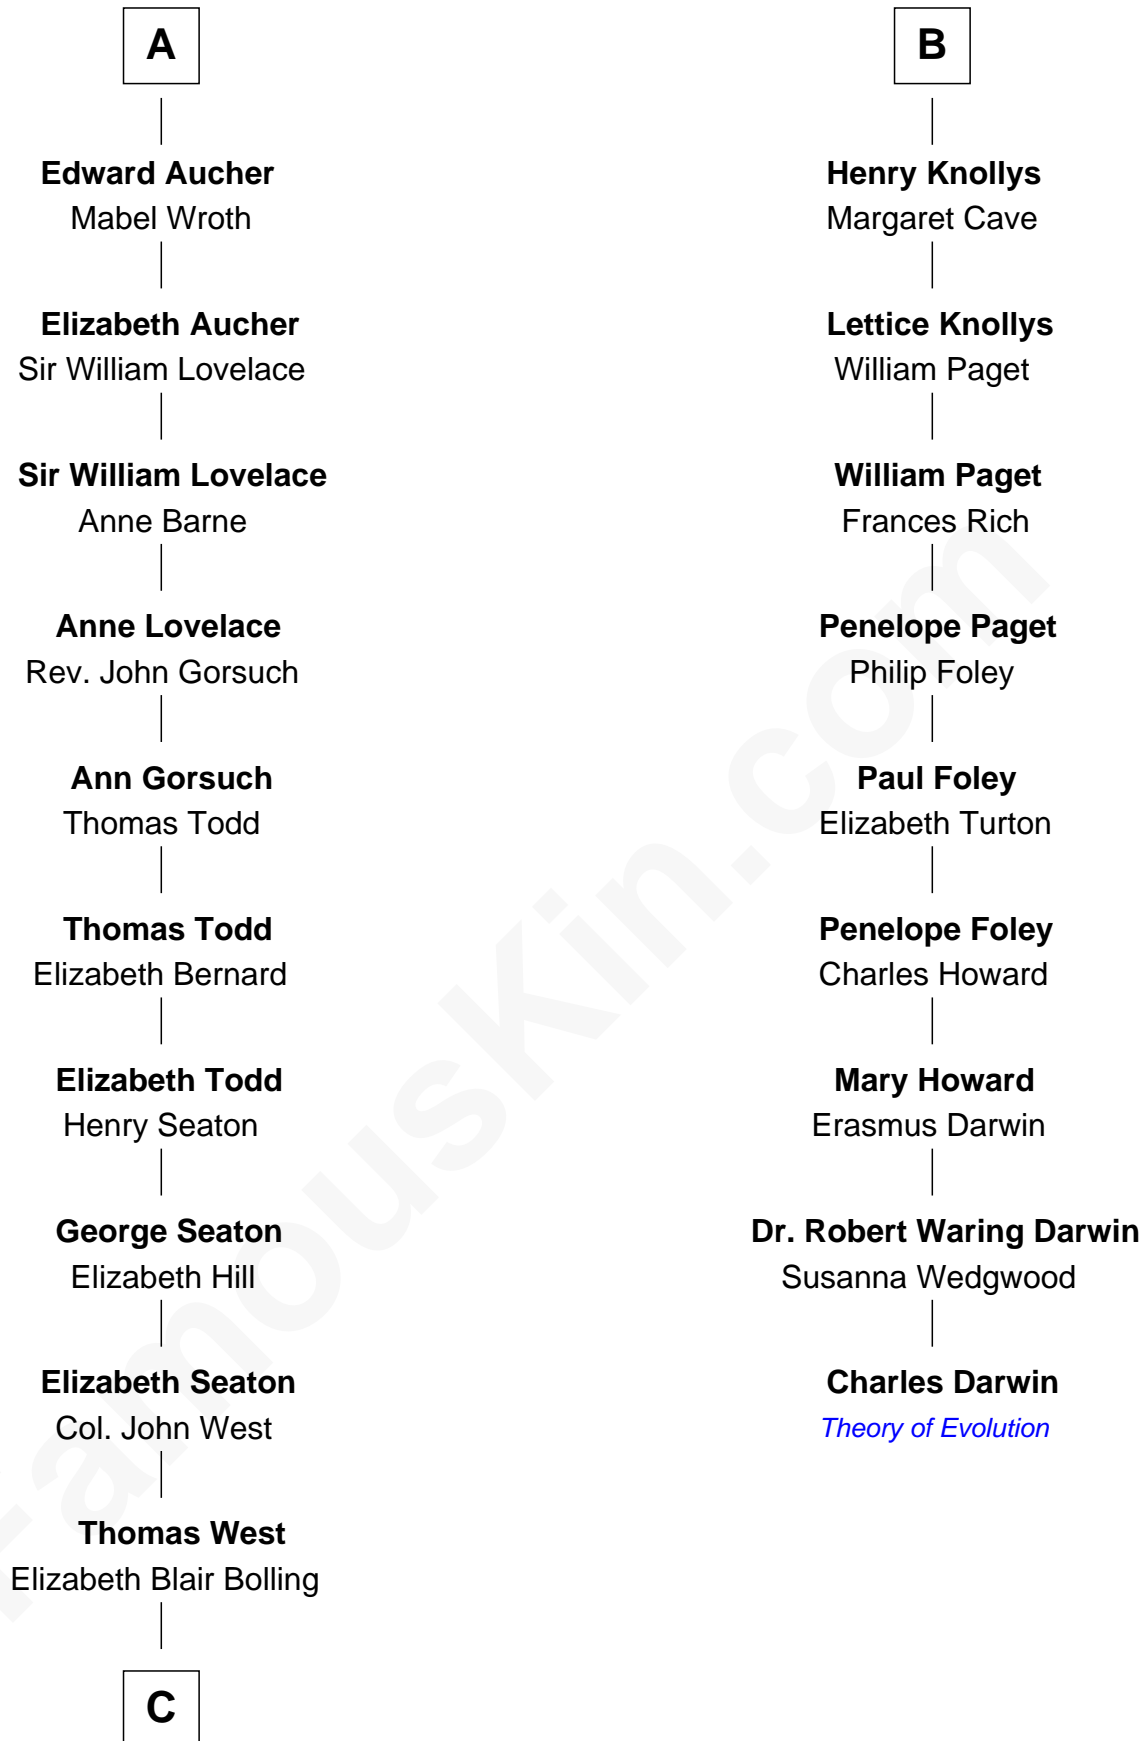 A
Edward Aucher
Mabel Wroth
Elizabeth Aucher
Sir William Lovelace
Sir William Lovelace
Anne Barne
Anne Lovelace
Rev. John Gorsuch
Ann Gorsuch
Thomas Todd
Thomas Todd
Elizabeth Bernard
Elizabeth Todd
Henry Seaton
George Seaton
Elizabeth Hill
Elizabeth Seaton
Col. John West
Thomas West
Elizabeth Blair Bolling
C
B
Henry Knollys
Margaret Cave
Lettice Knollys
William Paget
William Paget
Frances Rich
Penelope Paget
Philip Foley
Paul Foley
Elizabeth Turton
Penelope Foley
Charles Howard
Mary Howard
Erasmus Darwin
Dr. Robert Waring Darwin
Susanna Wedgwood
Charles Darwin
Theory of Evolution
FamousKin.com